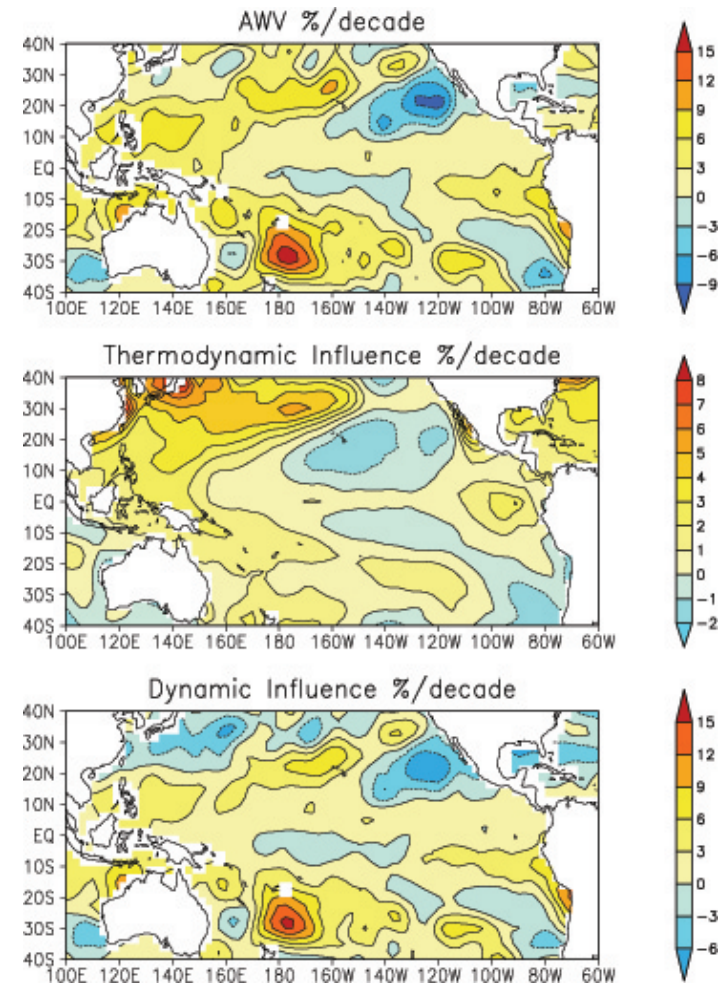 AWV %/decade
40N
30N
20N
10N
EQ
10S
20S
30S
40S
100E 120E 140E 160E 180 160W 140W 120W 100W 80W 60W
15
12
9
6
3
0
−3
−6
−9
Thermodynamic Influence %/decade
40N
30N
20N
10N
EQ
10S
20S
30S
40S
100E 120E 140E 160E 180 160W 140W 120W 100W 80W 60W
8
7
6
5
4
3
2
1
0
−1
−2
Dynamic Influence %/decade
40N
30N
20N
10N
EQ
10S
20S
30S
40S
100E 120E 140E 160E 180 160W 140W 120W 100W 80W 60W
15
12
9
6
3
0
−3
−6